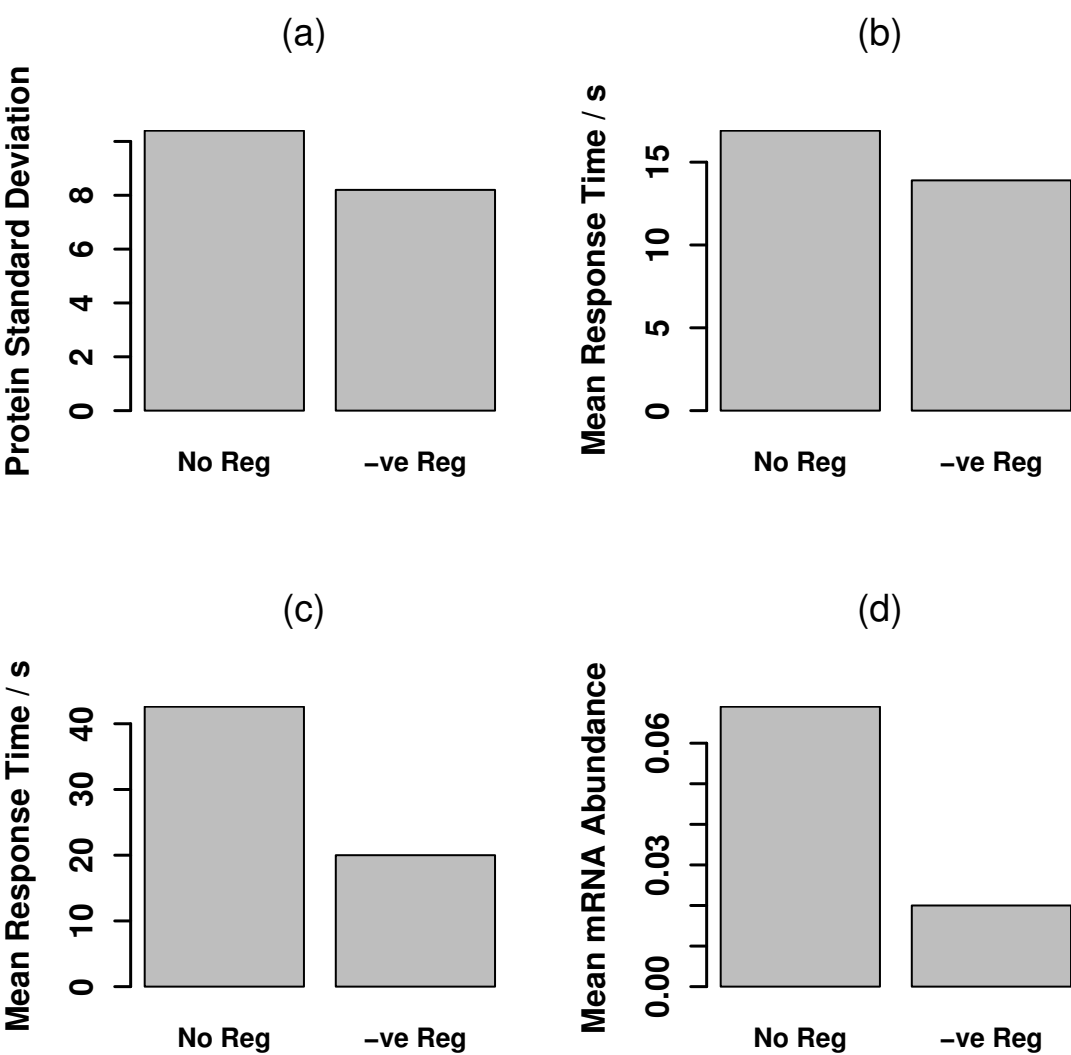 (a)
Protein Standard Deviation
0
2
4
6
8
No Reg
−ve Reg
(b)
Mean Response Time / s
0
5
10
15
No Reg
−ve Reg
(c)
Mean Response Time / s
0
10
20
30
40
No Reg
−ve Reg
(d)
Mean mRNA Abundance
0.00
0.03
0.06
No Reg
−ve Reg